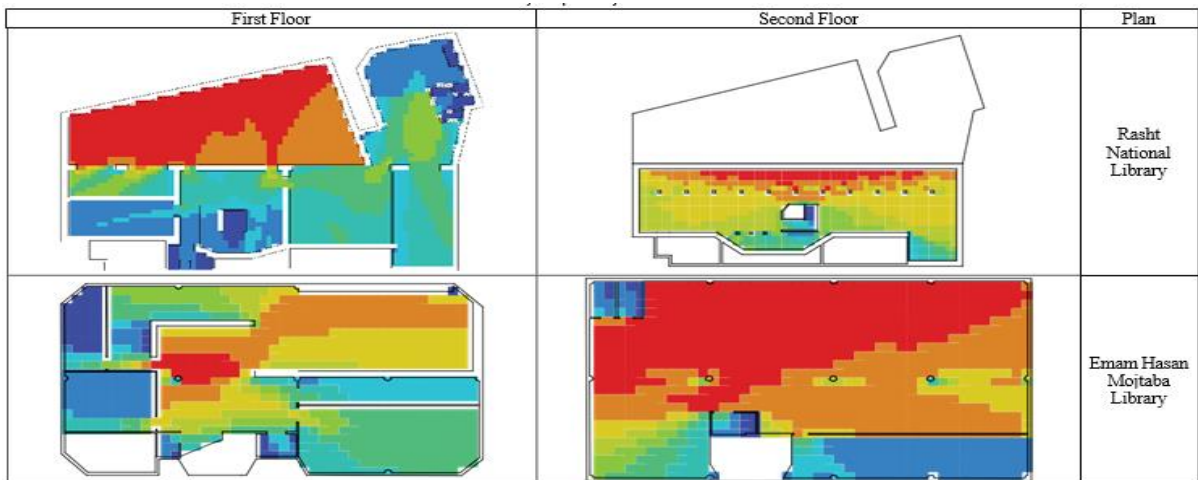 First Floor
Second Floor
Plan
Rasht
National
Library
Emam Hasan
Mojtaba
Library